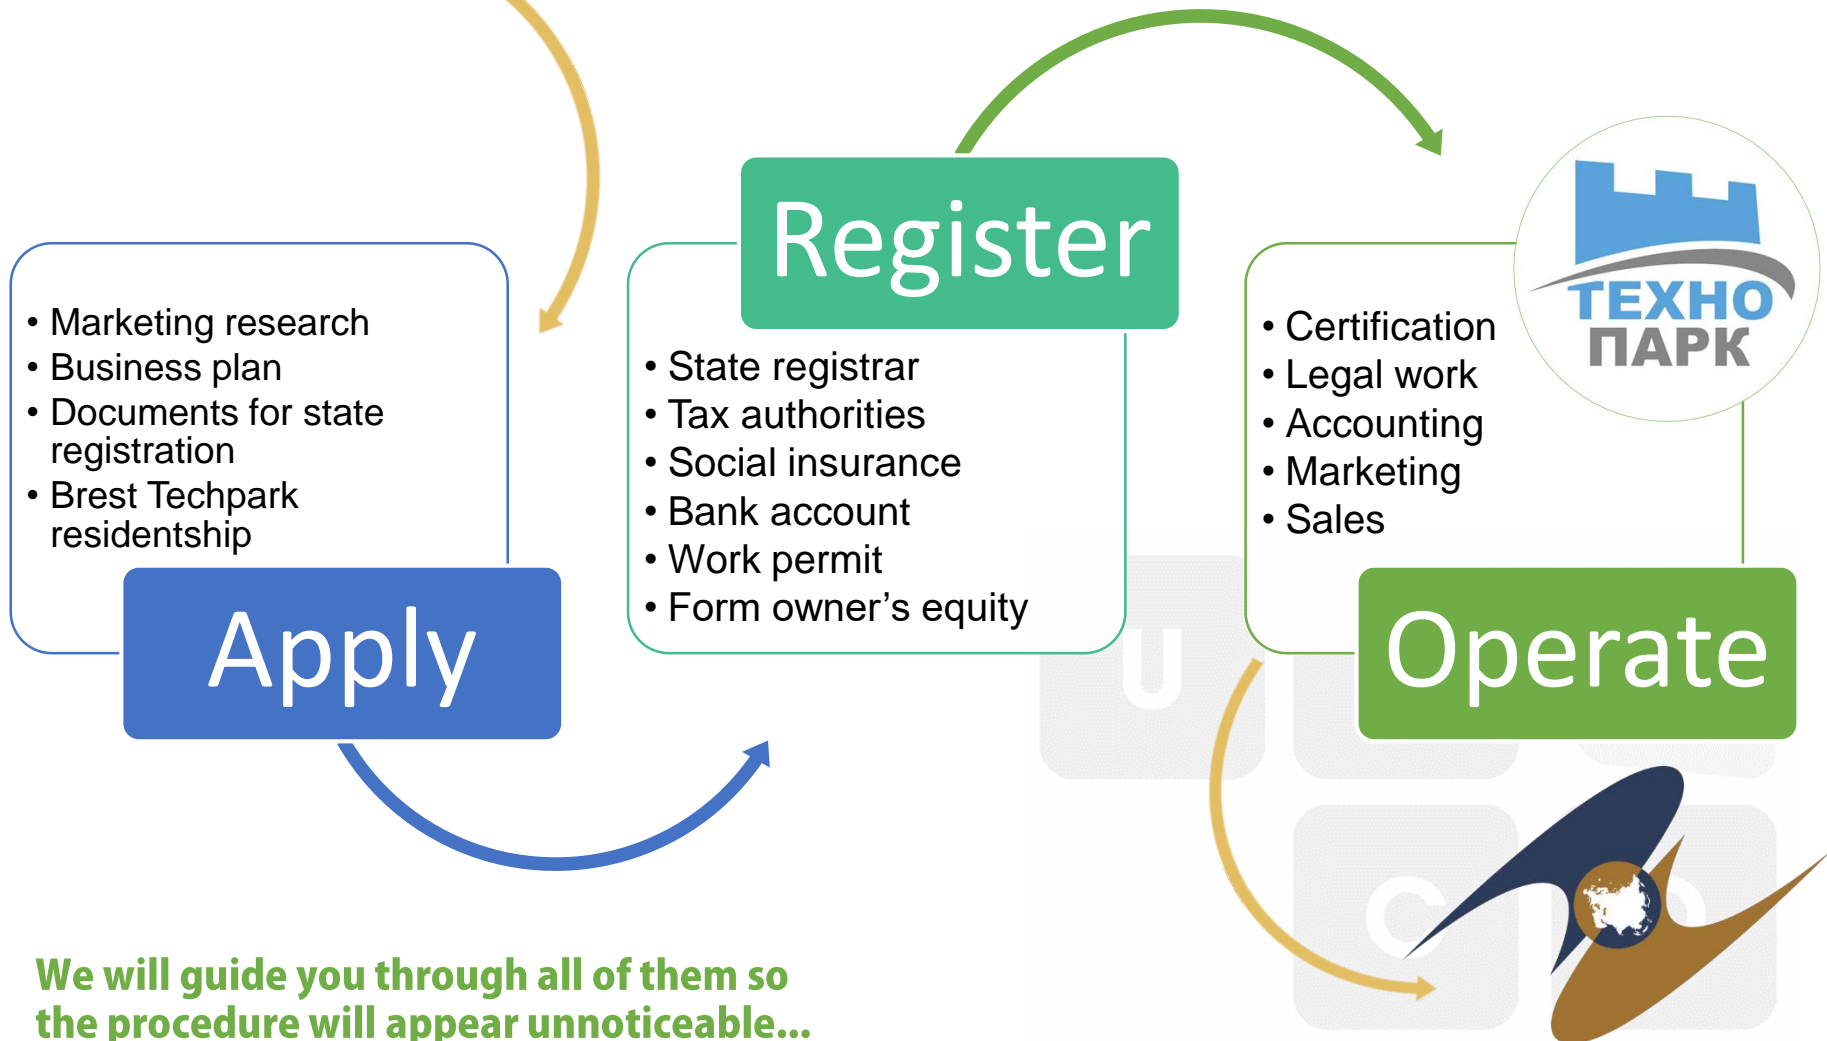 • Marketing research
• Business plan
• Documents for state
registration
• Brest Techpark
residentship
Apply
Register
• State registrar
• Tax authorities
• Social insurance
• Bank account
• Work permit
• Form owner’s equity
ТЕХНО
ПАРК
• Certification
• Legal work
• Accounting
• Marketing
• Sales
Operate
U
C
We will guide you through all of them so
the procedure will appear unnoticeable...